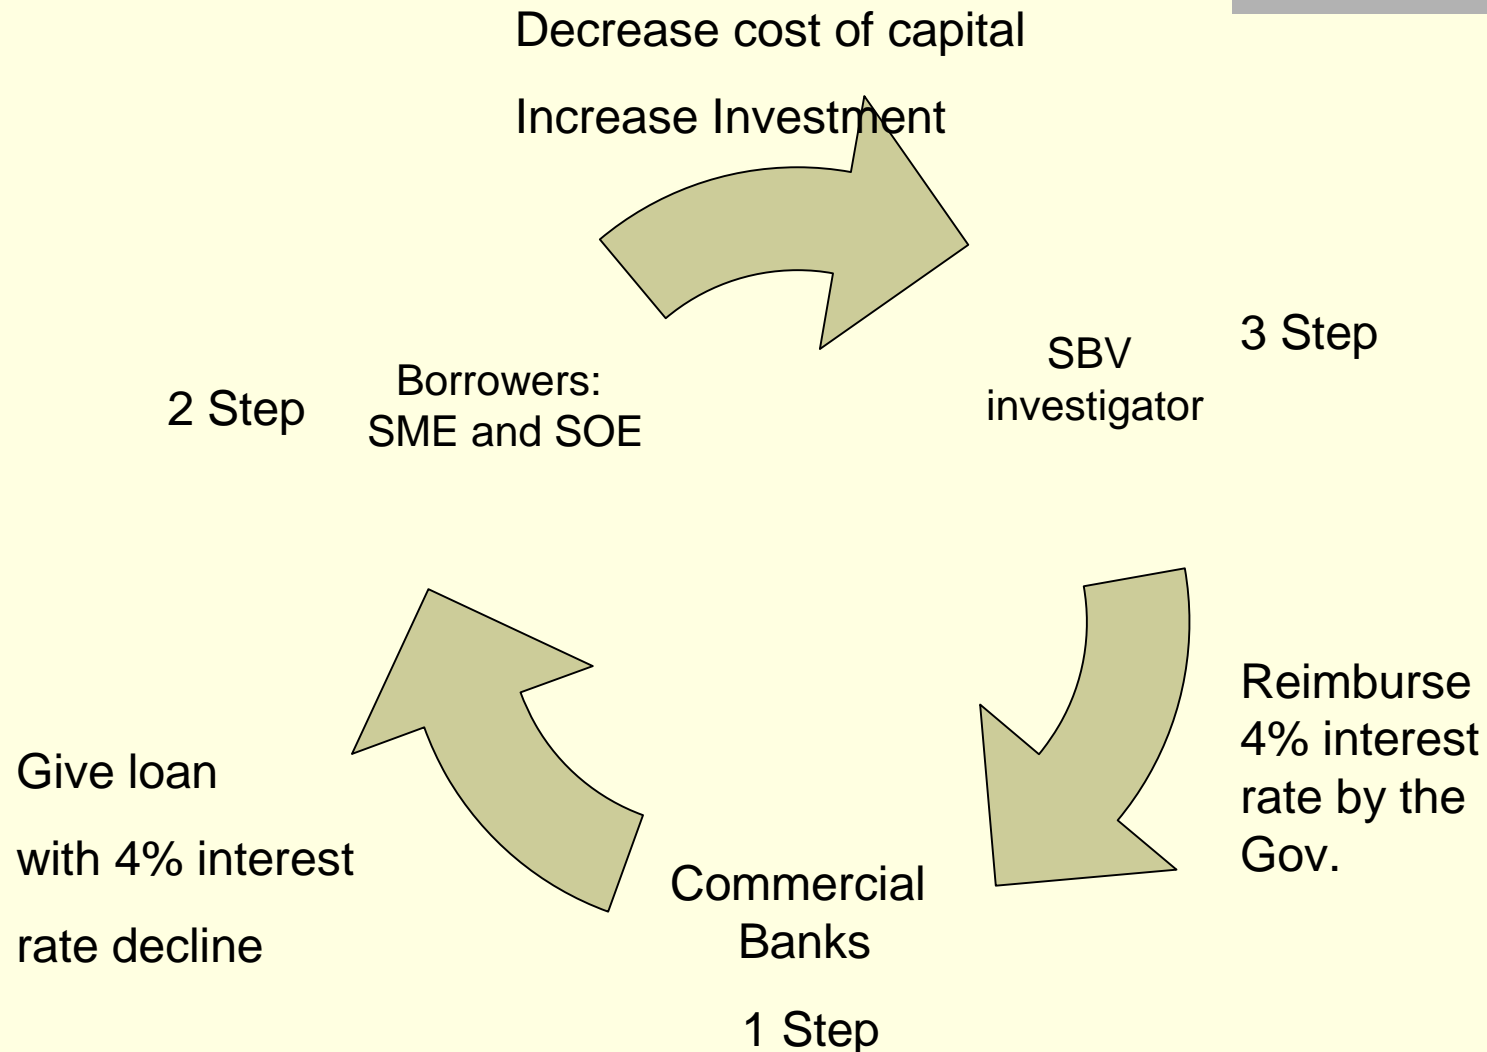 Decrease cost of capital
Increase Investment
3 Step
SBV
investigator
2 Step
Borrowers:
SME and SOE
Reimburse
4% interest
rate by the
Gov.
Give loan
with 4% interest
rate decline
Commercial
Banks
1 Step